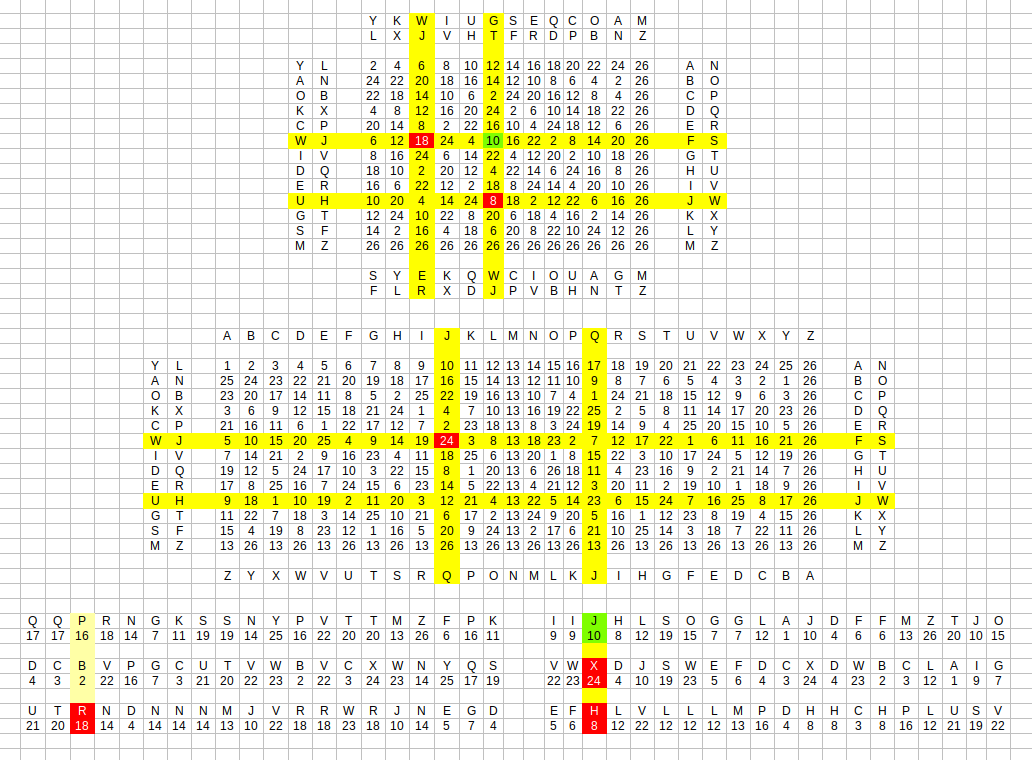 Y K W I U G S E Q C O A M
L X J V H T F R D P B N Z
Y L 2 4 6 8 10 12 14 16 18 20 22 24 26 A N
A N 24 22 20 18 16 14 12 10 8 6 4 2 26 B O
O B 22 18 14 10 6 2 24 20 16 12 8 4 26 C P
K X 4 8 12 16 20 24 2 6 10 14 18 22 26 D Q
C P 20 14 8 2 22 16 10 4 24 18 12 6 26 E R
W J 6 12 18 24 4 10 16 22 2 8 14 20 26 F S
I V 8 16 24 6 14 22 4 12 20 2 10 18 26 G T
D Q 18 10 2 20 12 4 22 14 6 24 16 8 26 H U
E R 16 6 22 12 2 18 8 24 14 4 20 10 26 I V
U H 10 20 4 14 24 8 18 2 12 22 6 16 26 J W
G T 12 24 10 22 8 20 6 18 4 16 2 14 26 K X
S F 14 2 16 4 18 6 20 8 22 10 24 12 26 L Y
M Z 26 26 26 26 26 26 26 26 26 26 26 26 26 M Z
S Y E K Q W C I O U A G M
F L R X D J P V B H N T Z
A B C D E F G H I J K L M N O P Q R S T U V W X Y Z
Y L 1 2 3 4 5 6 7 8 9 10 11 12 13 14 15 16 17 18 19 20 21 22 23 24 25 26 A N
A N 25 24 23 22 21 20 19 18 17 16 15 14 13 12 11 10 9 8 7 6 5 4 3 2 1 26 B O
O B 23 20 17 14 11 8 5 2 25 22 19 16 13 10 7 4 1 24 21 18 15 12 9 6 3 26 C P
K X 3 6 9 12 15 18 21 24 1 4 7 10 13 16 19 22 25 2 5 8 11 14 17 20 23 26 D Q
C P 21 16 11 6 1 22 17 12 7 2 23 18 13 8 3 24 19 14 9 4 25 20 15 10 5 26 E R
W J 5 10 15 20 25 4 9 14 19 24 3 8 13 18 23 2 7 12 17 22 1 6 11 16 21 26 F S
I V 7 14 21 2 9 16 23 4 11 18 25 6 13 20 1 8 15 22 3 10 17 24 5 12 19 26 G T
D Q 19 12 5 24 17 10 3 22 15 8 1 20 13 6 26 18 11 4 23 16 9 2 21 14 7 26 H U
E R 17 8 25 16 7 24 15 6 23 14 5 22 13 4 21 12 3 20 11 2 19 10 1 18 9 26 I V
U H 9 18 1 10 19 2 11 20 3 12 21 4 13 22 5 14 23 6 15 24 7 16 25 8 17 26 J W
G T 11 22 7 18 3 14 25 10 21 6 17 2 13 24 9 20 5 16 1 12 23 8 19 4 15 26 K X
S F 15 4 19 8 23 12 1 16 5 20 9 24 13 2 17 6 21 10 25 14 3 18 7 22 11 26 L Y
M Z 13 26 13 26 13 26 13 26 13 26 13 26 13 26 13 26 13 26 13 26 13 26 13 26 13 26 M Z
Z Y X W V U T S R Q P O N M L K J I H G F E D C B A
Q Q P R N G K S S N Y P V T T M Z F P K I I J H L S O G G L A J D F F M Z T J O
17 17 16 18 14 7 11 19 19 14 25 16 22 20 20 13 26 6 16 11 9 9 10 8 12 19 15 7 7 12 1 10 4 6 6 13 26 20 10 15
D C B V P G C U T V W B V C X W N Y Q S V W X D J S W E F D C X D W B C L A I G
4 3 2 22 16 7 3 21 20 22 23 2 22 3 24 23 14 25 17 19 22 23 24 4 10 19 23 5 6 4 3 24 4 23 2 3 12 1 9 7
U T R N D N N N M J V R R W R J N E G D E F H L V L L L M P D H H C H P L U S V
21 20 18 14 4 14 14 14 13 10 22 18 18 23 18 10 14 5 7 4 5 6 8 12 22 12 12 12 13 16 4 8 8 3 8 16 12 21 19 22